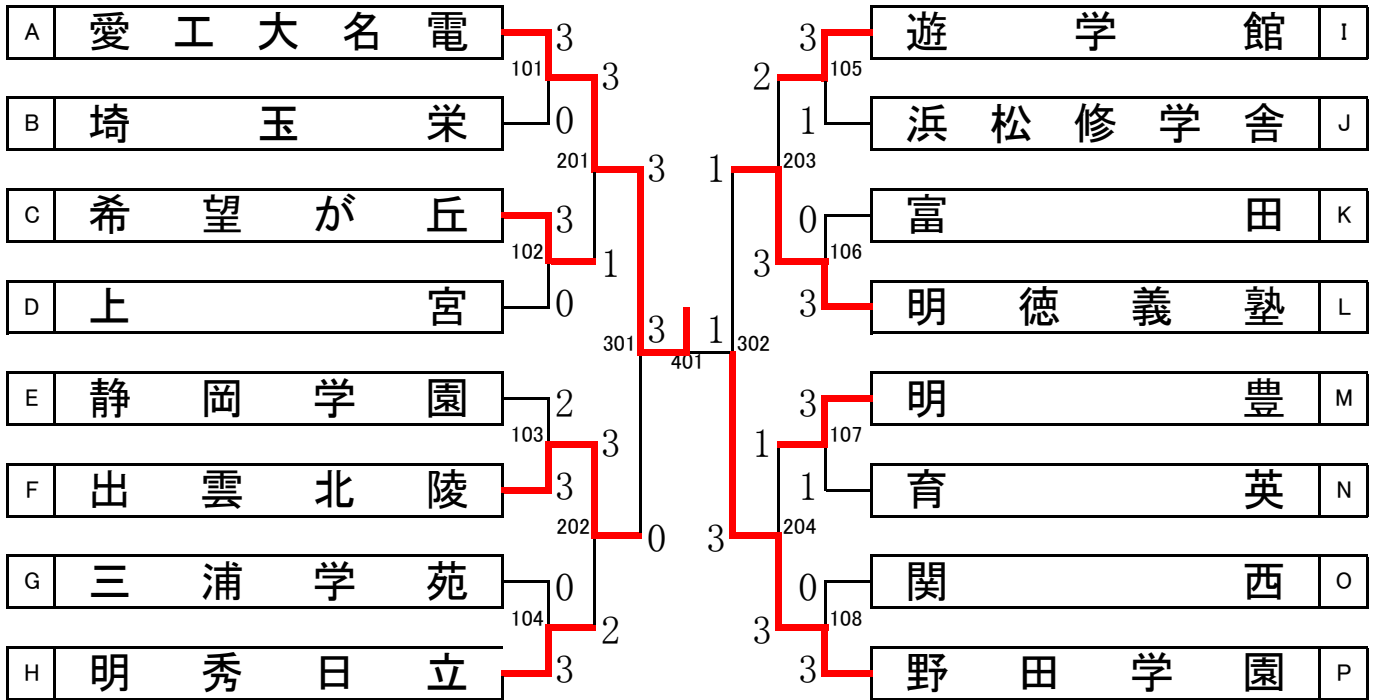 A 愛工大名電 3
101 3
B 埼玉栄 0
201 3
C 希望が丘 3
102 1
D 上宮 0
301 3
E 静岡学園 2
103 3
F 出雲北陵 3
202 0
G 三浦学苑 0
104 2
H 明秀日立 3
401
3 遊学館 I
2 105
1 浜松修学舎 J
1 203
0 富田 K
3 106
3 明徳義塾 L
1 302
3 明豊 M
1 107
1 育英 N
3 204
0 関西 O
3 108
3 野田学園 P